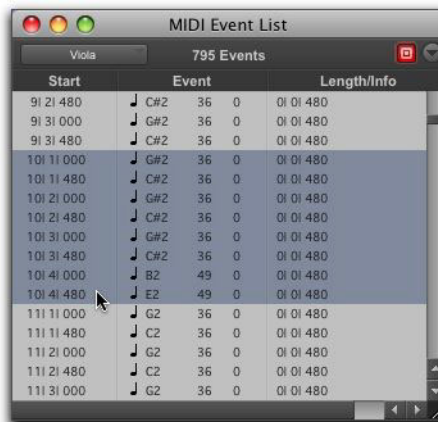 MIDI Event List
Viola 795 Events
Start Event Length/Info
9| 2| 480 C#2 36 0 0| 0| 480
9| 3| 000 G#2 36 0 0| 0| 480
9| 3| 480 C#2 36 0 0| 0| 480
10| 1| 000 G#2 36 0 0| 0| 480
10| 1| 480 C#2 36 0 0| 0| 480
10| 2| 000 G#2 36 0 0| 0| 480
10| 2| 480 C#2 36 0 0| 0| 480
10| 3| 000 G#2 36 0 0| 0| 480
10| 3| 480 C#2 36 0 0| 0| 480
10| 4| 000 B2 49 0 0| 0| 480
10| 4| 480 E2 49 0 0| 0| 480
11| 1| 000 G2 36 0 0| 0| 480
11| 1| 480 C2 36 0 0| 0| 480
11| 2| 000 G2 36 0 0| 0| 480
11| 2| 480 C2 36 0 0| 0| 480
11| 3| 000 G2 36 0 0| 0| 480